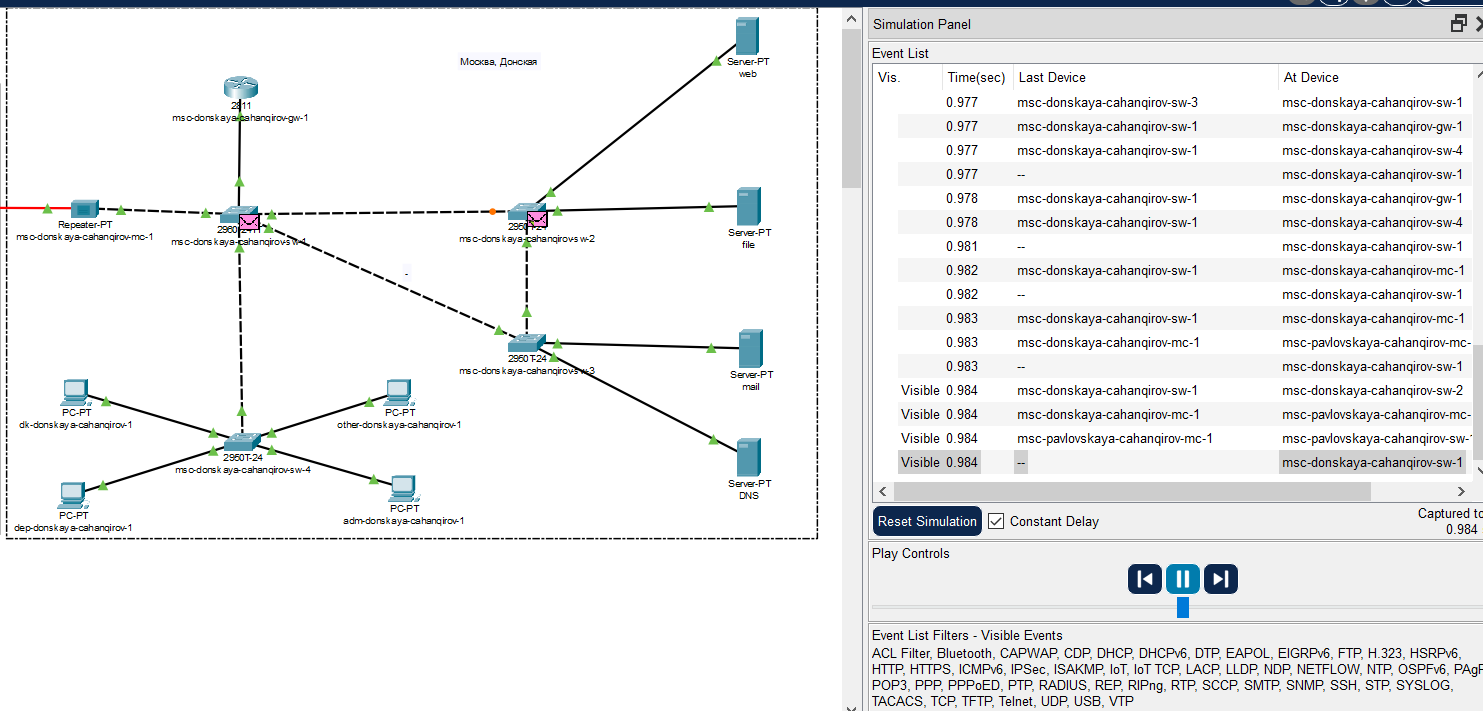 Москва, Донская
Server-PT
web
2811
msc-donskaya-cahanqirov-gw-1
Repeater-PT
msc-donskaya-cahanqirov-mc-1
msc-donskaya-cahanqirov-sw-1
msc-donskaya-cahanqirov-sw-2
Server-PT
file
-
2950T-24
msc-donskaya-cahanqirov-sw-3
Server-PT
mail
PC-PT
dk-donskaya-cahanqirov-1
PC-PT
other-donskaya-cahanqirov-1
2950T-24
msc-donskaya-cahanqirov-sw-4
Server-PT
DNS
PC-PT
dep-donskaya-cahanqirov-1
PC-PT
adm-donskaya-cahanqirov-1
Simulation Panel
Event List
Vis. Time(sec) Last Device At Device
0.977 msc-donskaya-cahanqirov-sw-3 msc-donskaya-cahanqirov-sw-1
0.977 msc-donskaya-cahanqirov-sw-1 msc-donskaya-cahanqirov-gw-1
0.977 msc-donskaya-cahanqirov-sw-1 msc-donskaya-cahanqirov-sw-4
0.977 -- msc-donskaya-cahanqirov-sw-1
0.978 msc-donskaya-cahanqirov-sw-1 msc-donskaya-cahanqirov-gw-1
0.978 msc-donskaya-cahanqirov-sw-1 msc-donskaya-cahanqirov-sw-4
0.981 -- msc-donskaya-cahanqirov-sw-1
0.982 msc-donskaya-cahanqirov-sw-1 msc-donskaya-cahanqirov-mc-1
0.982 -- msc-donskaya-cahanqirov-sw-1
0.983 msc-donskaya-cahanqirov-sw-1 msc-donskaya-cahanqirov-mc-1
0.983 msc-donskaya-cahanqirov-mc-1 msc-pavlovskaya-cahanqirov-mc-
0.983 -- msc-donskaya-cahanqirov-sw-1
Visible 0.984 msc-donskaya-cahanqirov-sw-1 msc-donskaya-cahanqirov-sw-2
Visible 0.984 msc-donskaya-cahanqirov-mc-1 msc-pavlovskaya-cahanqirov-mc-
Visible 0.984 msc-pavlovskaya-cahanqirov-mc-1 msc-pavlovskaya-cahanqirov-sw-
Visible 0.984 -- msc-donskaya-cahanqirov-sw-1
Reset Simulation Constant Delay Captured to
0.984
Play Controls
Event List Filters - Visible Events
ACL Filter, Bluetooth, CAPWAP, CDP, DHCP, DHCPv6, DTP, EAPOL, EIGRPv6, FTP, H.323, HSRPv6,
HTTP, HTTPS, ICMPv6, IPSec, ISAKMP, IoT, IoT TCP, LACP, LLDP, NDP, NETFLOW, NTP, OSPFv6, PAgP
POP3, PPP, PPPoED, PTP, RADIUS, REP, RIPng, RTP, SCCP, SMTP, SNMP, SSH, STP, SYSLOG,
TACACS, TCP, TFTP, Telnet, UDP, USB, VTP